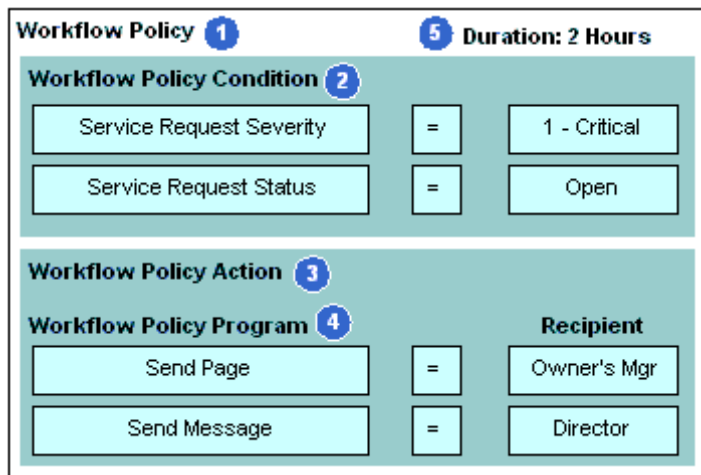 Workflow Policy 1 5 Duration: 2 Hours
Workflow Policy Condition 2
Service Request Severity = 1 - Critical
Service Request Status = Open
Workflow Policy Action 3
Workflow Policy Program 4 Recipient
Send Page = Owner's Mgr
Send Message = Director